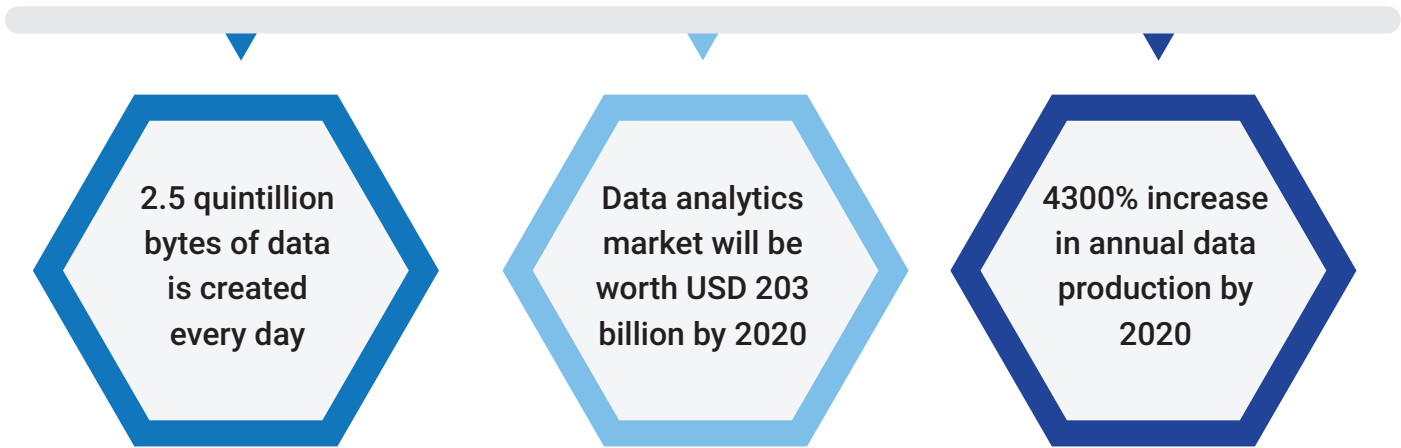 2.5 quintillion
bytes of data
is created
every day
Data analytics
market will be
worth USD 203
billion by 2020
4300% increase
in annual data
production by
2020